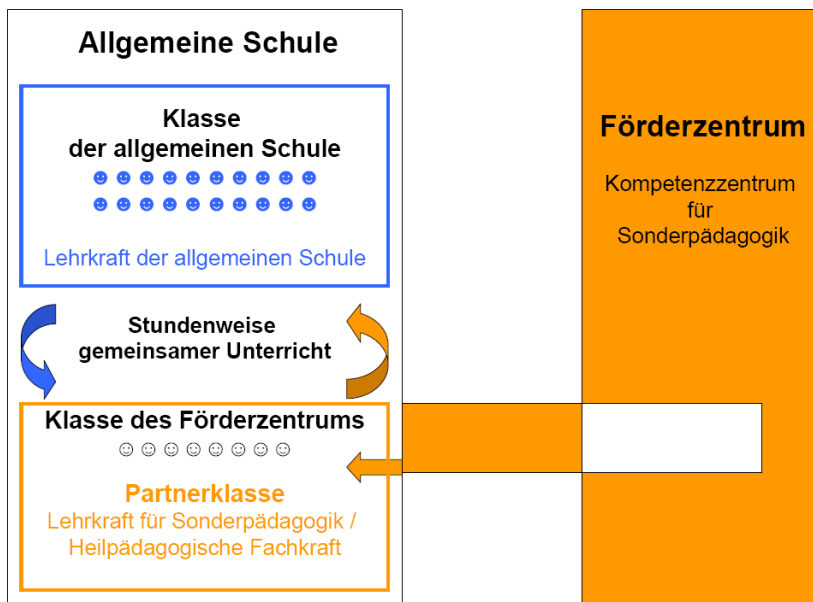 Allgemeine Schule
Klasse
der allgemeinen Schule
Lehrkraft der allgemeinen Schule
Stundenweise
gemeinsamer Unterricht
Klasse des Förderzentrums
Partnerklasse
Lehrkraft für Sonderpädagogik /
Heilpädagogische Fachkraft
Förderzentrum
Kompetenzzentrum
für
Sonderpädagogik